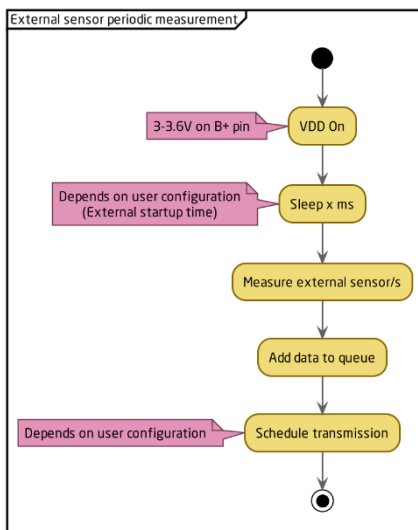 External sensor periodic measurement
3-3.6V on B+ pin
VDD On
Depends on user configuration
(External startup time)
Sleep x ms
Measure external sensor/s
Add data to queue
Depends on user configuration
Schedule transmission